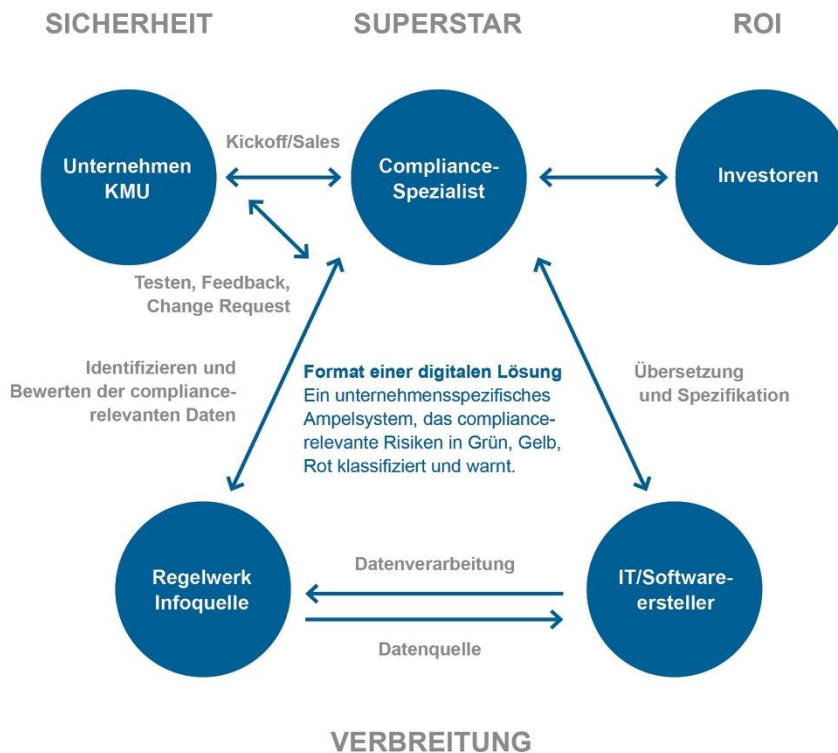 SICHERHEIT
SUPERSTAR
ROI
Unternehmen
KMU
Kickoff/Sales
Compliance-
Spezialist
Investoren
Testen, Feedback,
Change Request
Identifizieren und
Bewerten der compliance-
relevanten Daten
Format einer digitalen Lösung
Ein unternehmensspezifisches
Ampelsystem, das compliance-
relevante Risiken in Grün, Gelb,
Rot klassifiziert und warnt.
Übersetzung
und Spezifikation
Regelwerk
Infoquelle
Datenverarbeitung
Datenquelle
IT/Software-
ersteller
VERBREITUNG